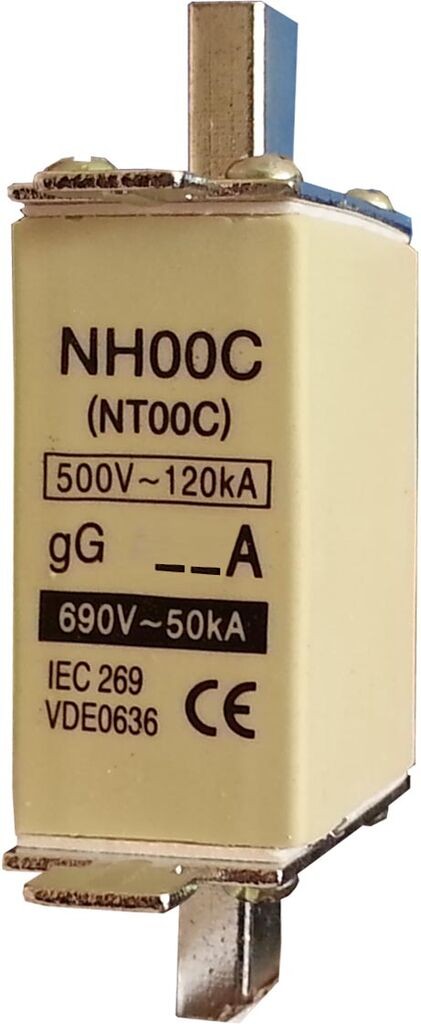 NH00C
(NT00C)
500V~120kA
gG __A
690V~50kA
IEC 269
VDE0636 CE